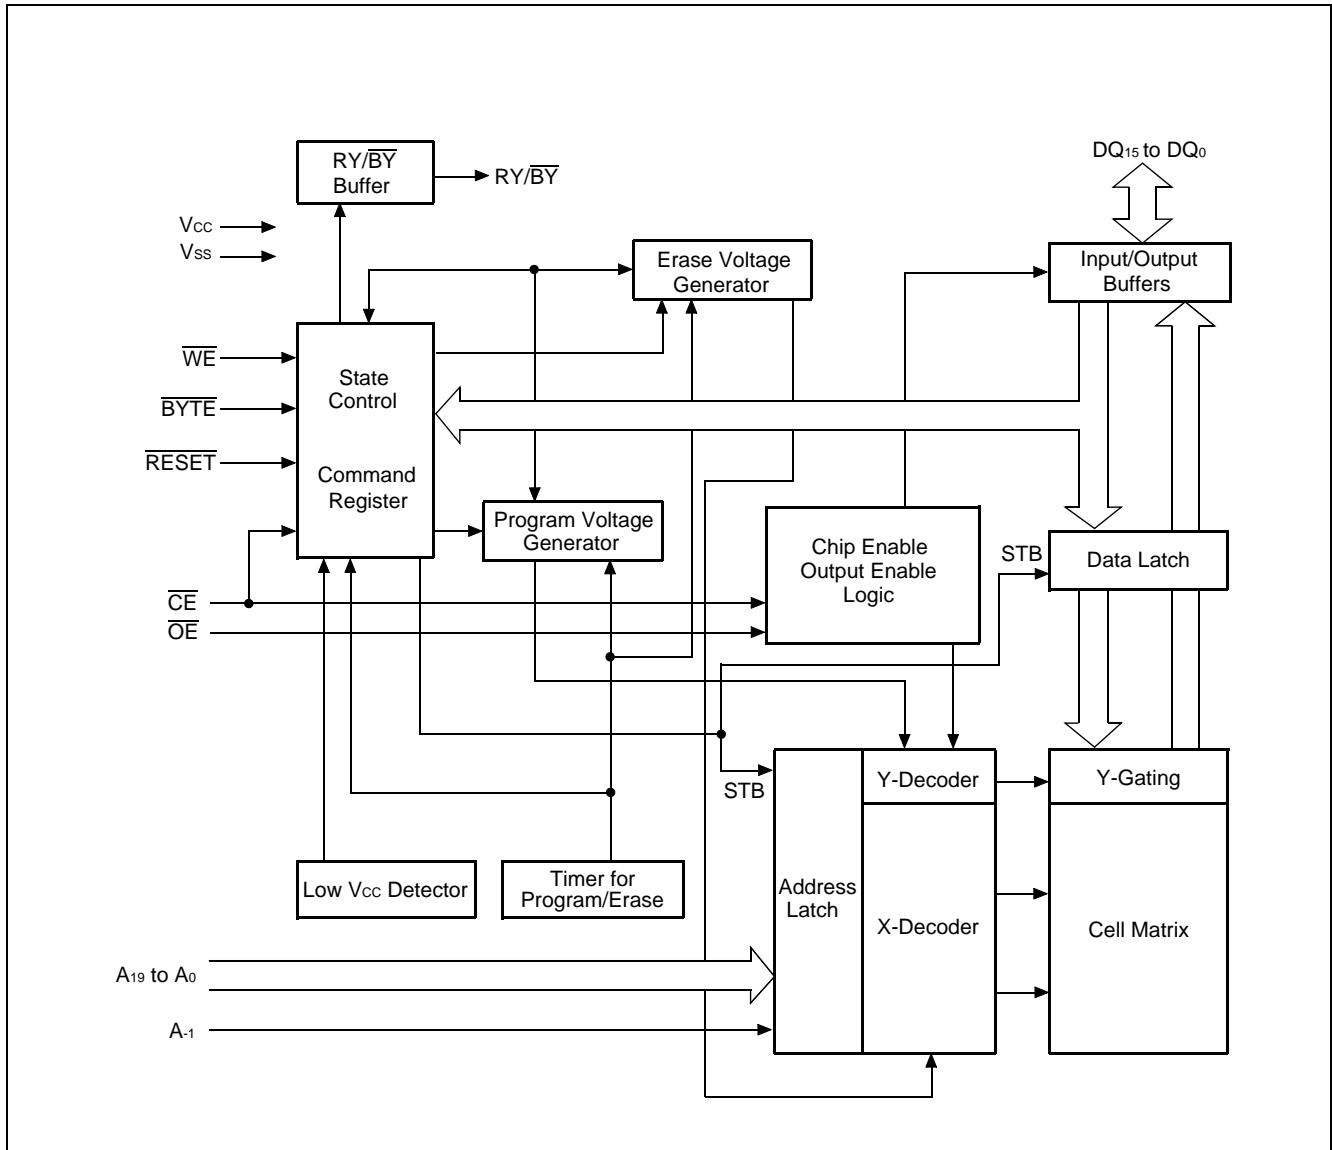 RY/BY
Buffer
RY/BY
DQ15 to DQ0
VCC
VSS
Erase Voltage
Generator
Input/Output
Buffers
WE
BYTE
RESET
State
Control
Command
Register
Program Voltage
Generator
Chip Enable
Output Enable
Logic
STB
Data Latch
CE
OE
STB
Y-Decoder
Y-Gating
Low VCC Detector
Timer for
Program/Erase
Address
Latch
X-Decoder
Cell Matrix
A19 to A0
A-1